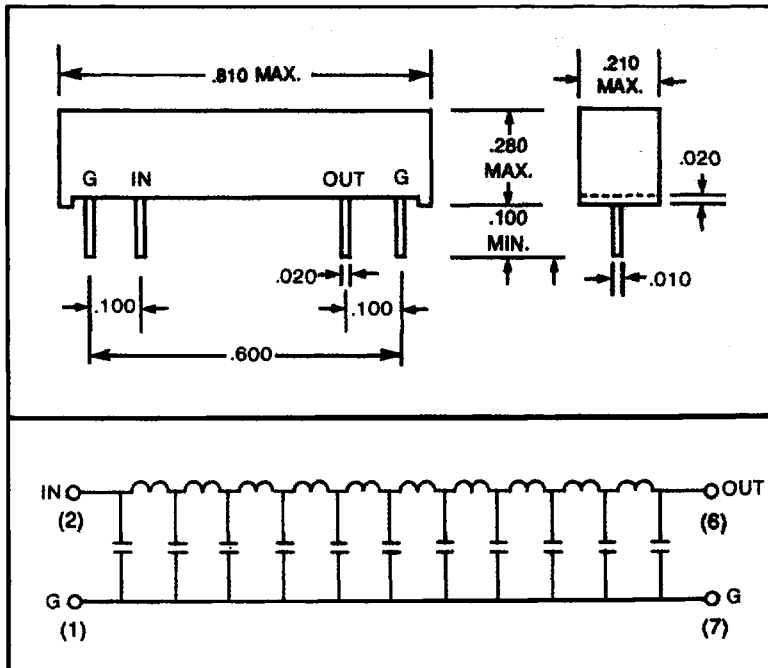 .810 MAX.
.210
MAX.
G IN OUT G
.280
MAX.
.020
.100
MIN.
.020
.010
.100
.100
.600
IN OUT
(2) (6)
G G
(1) (7)